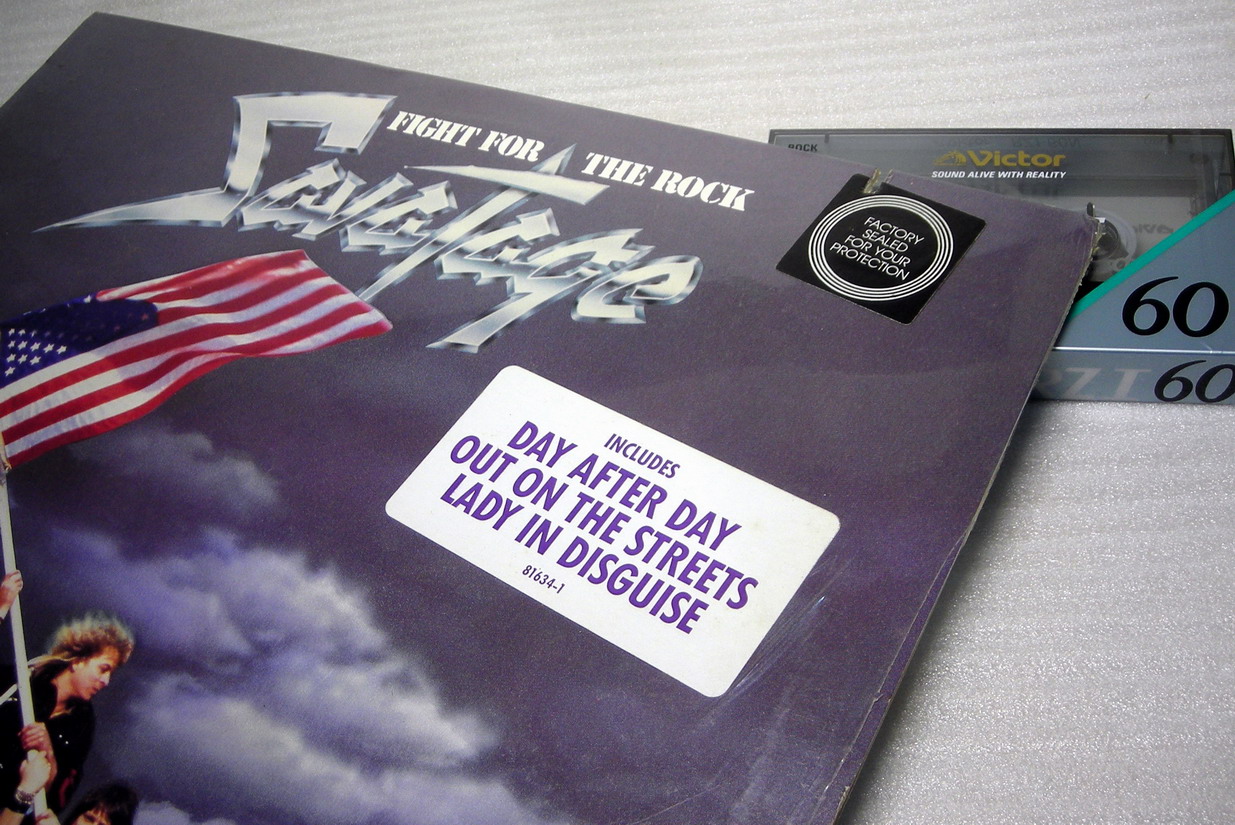 FIGHT FOR THE ROCK
Savatage
FACTORY
SEALED
FOR YOUR
PROTECTION
INCLUDES
DAY AFTER DAY
OUT ON THE STREETS
LADY IN DISGUISE
81634-1
ROCK
Victor
SOUND ALIVE WITH REALITY
60
60